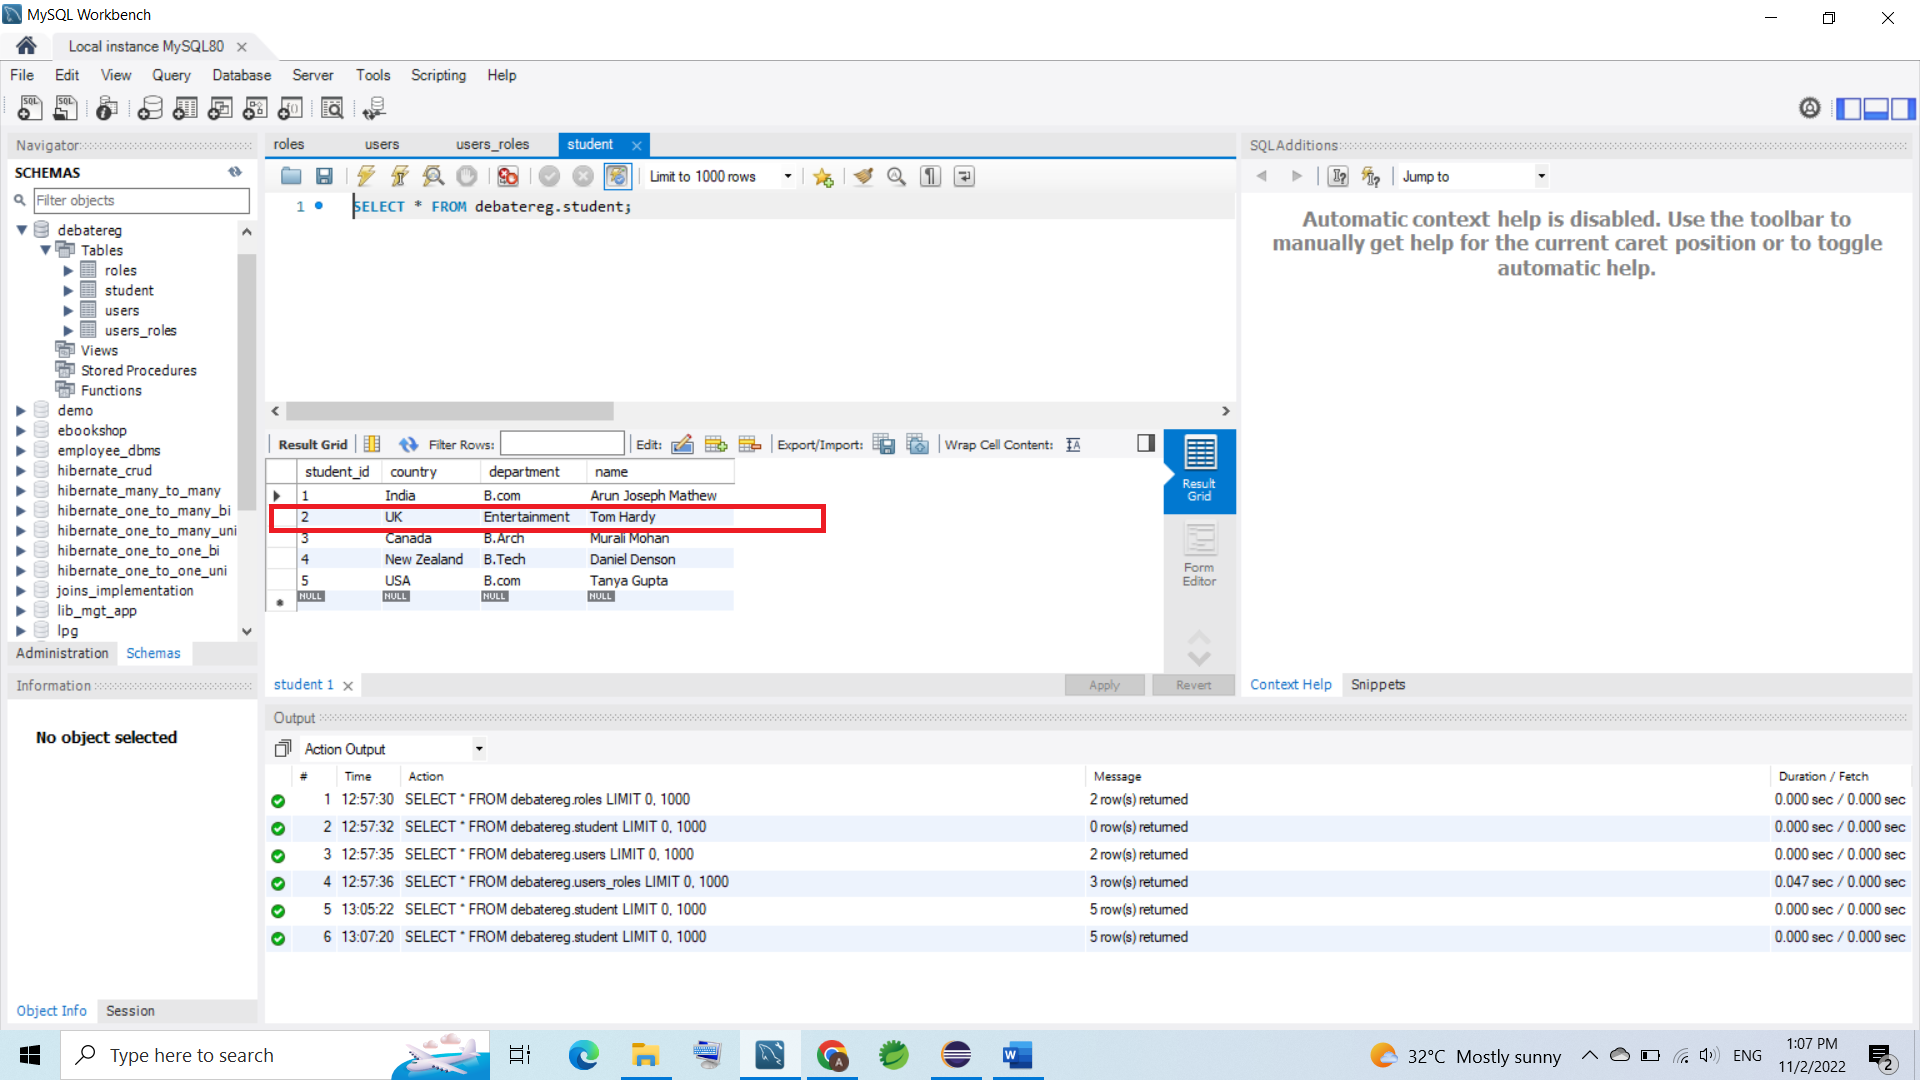 MySQL Workbench
Local instance MySQL80
File Edit View Query Database Server Tools Scripting Help
Navigator
SCHEMAS
Filter objects
debatereg
Tables
roles
student
users
users_roles
Views
Stored Procedures
Functions
demo
ebookshop
employee_dbms
hibernate_crud
hibernate_many_to_many
hibernate_one_to_many_bi
hibernate_one_to_many_uni
hibernate_one_to_one_bi
hibernate_one_to_one_uni
joins_implementation
lib_mgt_app
lpg
Administration Schemas
Information
No object selected
Object Info Session
roles users users_roles student
Limit to 1000 rows
1 SELECT * FROM debatereg.student;
Result Grid Filter Rows: Edit: Export/Import: Wrap Cell Content:
student_id country department name
1 India B.com Arun Joseph Mathew
2 UK Entertainment Tom Hardy
3 Canada B.Arch Murali Mohan
4 New Zealand B.Tech Daniel Denson
5 USA B.com Tanya Gupta
NULL NULL NULL NULL
Result
Grid
Form
Editor
student 1 Apply Revert
SQLAdditions
Jump to
Automatic context help is disabled. Use the toolbar to
manually get help for the current caret position or to toggle
automatic help.
Context Help Snippets
Output
Action Output
# Time Action Message Duration / Fetch
1 12:57:30 SELECT * FROM debatereg.roles LIMIT 0, 1000 2 row(s) returned 0.000 sec / 0.000 sec
2 12:57:32 SELECT * FROM debatereg.student LIMIT 0, 1000 0 row(s) returned 0.000 sec / 0.000 sec
3 12:57:35 SELECT * FROM debatereg.users LIMIT 0, 1000 2 row(s) returned 0.000 sec / 0.000 sec
4 12:57:36 SELECT * FROM debatereg.users_roles LIMIT 0, 1000 3 row(s) returned 0.047 sec / 0.000 sec
5 13:05:22 SELECT * FROM debatereg.student LIMIT 0, 1000 5 row(s) returned 0.000 sec / 0.000 sec
6 13:07:20 SELECT * FROM debatereg.student LIMIT 0, 1000 5 row(s) returned 0.000 sec / 0.000 sec
Type here to search
32°C Mostly sunny
ENG
1:07 PM
11/2/2022
2